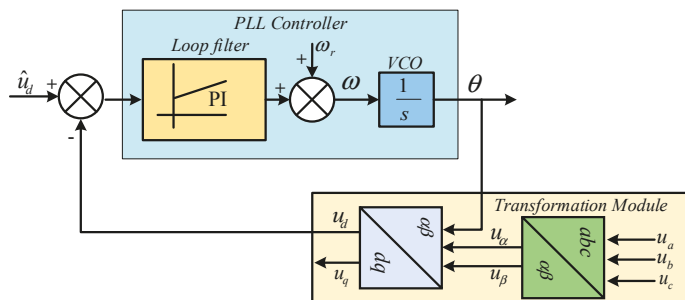 PLL Controller
Loop filter
ω_r
VCO
û_d
+
+
+
PI
ω
1
s
θ
-
Transformation Module
u_d
αβ
u_α
abc
u_a
u_b
dq
u_q
u_β
αβ
u_c